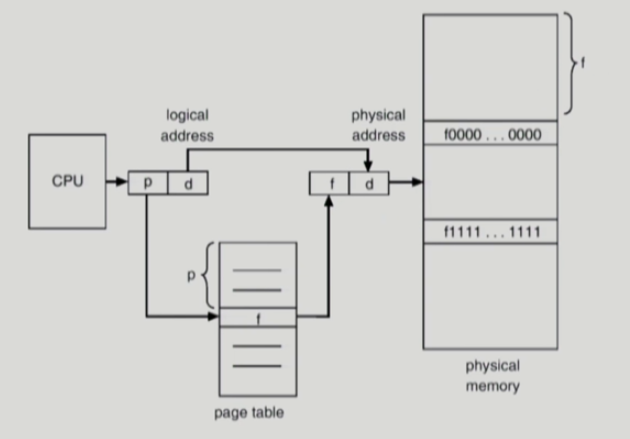 logical
address
physical
address
f
f0000 . . . 0000
CPU
p
d
f
d
f1111 . . . 1111
p
f
physical
memory
page table